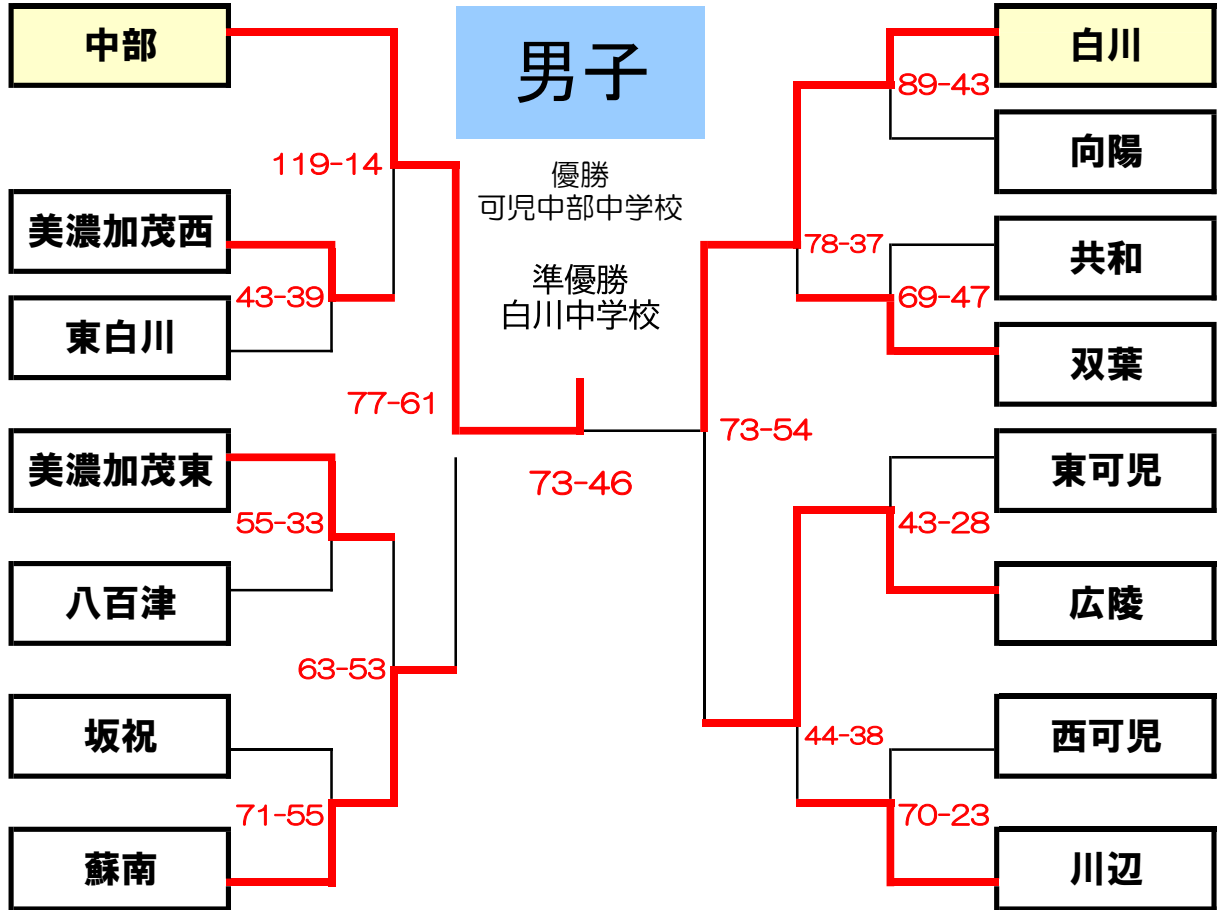 中部
美濃加茂西
東白川
美濃加茂東
八百津
坂祝
蘇南
119-14
43-39
77-61
55-33
63-53
71-55
男子
優勝
可児中部中学校
準優勝
白川中学校
73-46
89-43
78-37
69-47
73-54
43-28
44-38
70-23
白川
向陽
共和
双葉
東可児
広陵
西可児
川辺